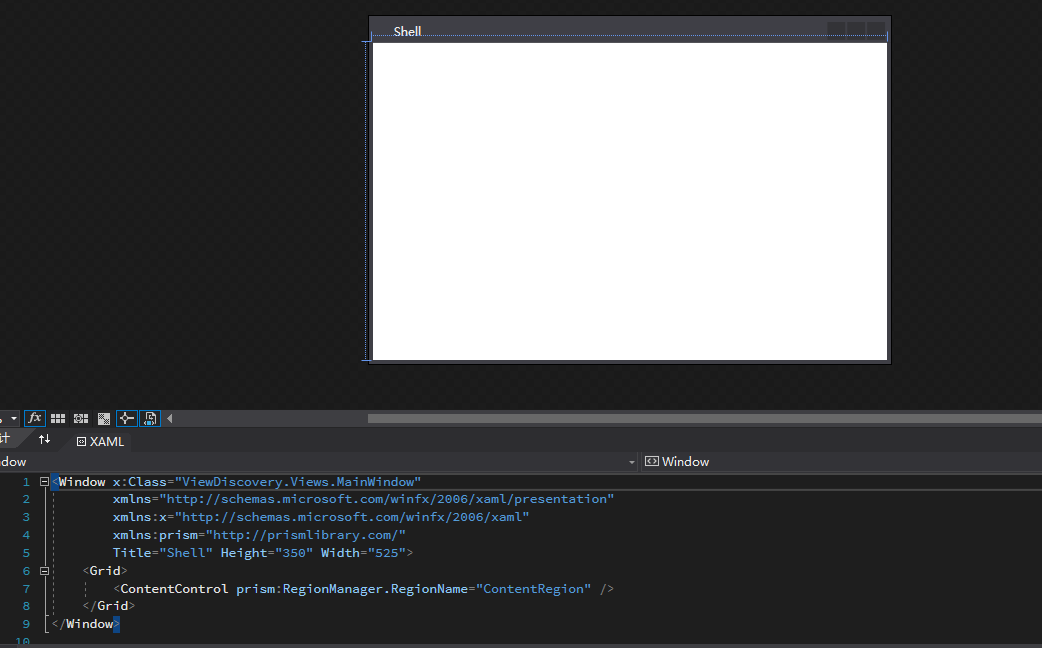 Shell
fx
计
XAML
dow
Window
1 <Window x:Class="ViewDiscovery.Views.MainWindow"
2 xmlns="http://schemas.microsoft.com/winfx/2006/xaml/presentation"
3 xmlns:x="http://schemas.microsoft.com/winfx/2006/xaml"
4 xmlns:prism="http://prismlibrary.com/"
5 Title="Shell" Height="350" Width="525">
6 <Grid>
7 <ContentControl prism:RegionManager.RegionName="ContentRegion" />
8 </Grid>
9 </Window>
10